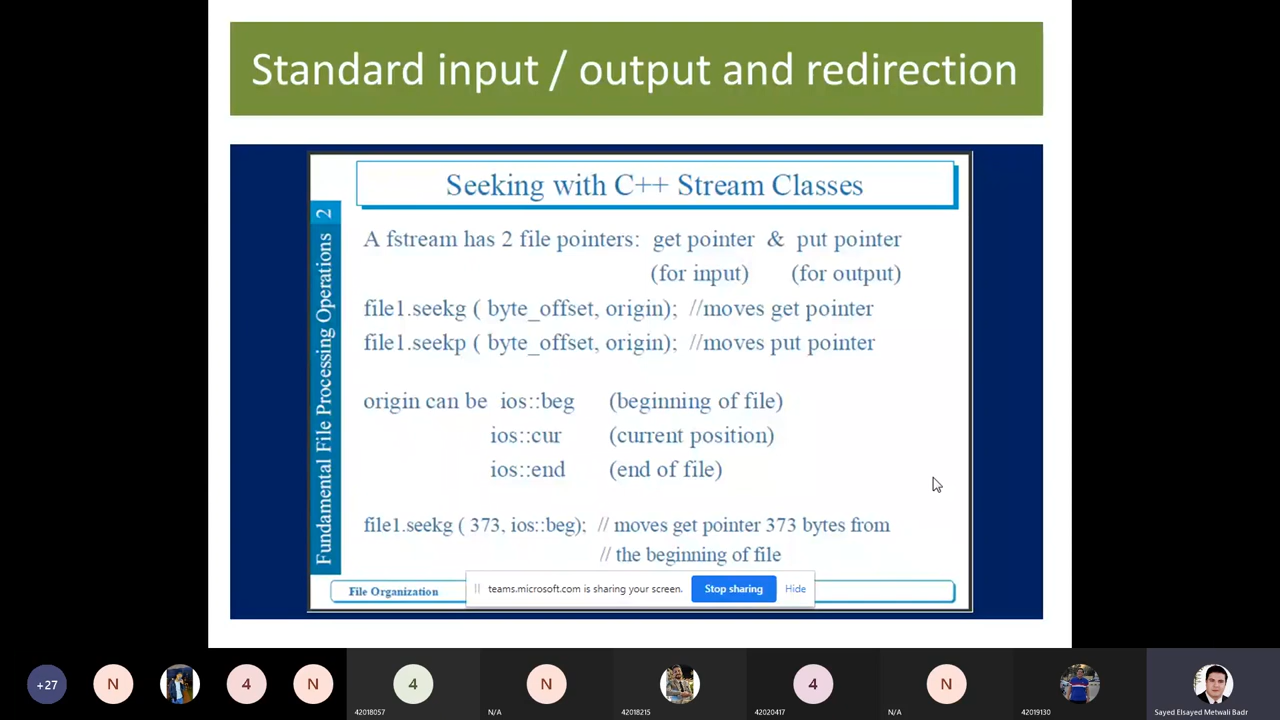 Standard input / output and redirection
Seeking with C++ Stream Classes
Fundamental File Processing Operations 2
A fstream has 2 file pointers: get pointer & put pointer
(for input) (for output)
file1.seekg ( byte_offset, origin); //moves get pointer
file1.seekp ( byte_offset, origin); //moves put pointer
origin can be ios::beg (beginning of file)
ios::cur (current position)
ios::end (end of file)
file1.seekg ( 373, ios::beg); // moves get pointer 373 bytes from
// the beginning of file
File Organization
teams.microsoft.com is sharing your screen. Stop sharing Hide
+27 N 4 N 4 N 4 N
42018057 N/A 42018215 42020417 N/A 42019130 Sayed Elsayed Metwali Badr